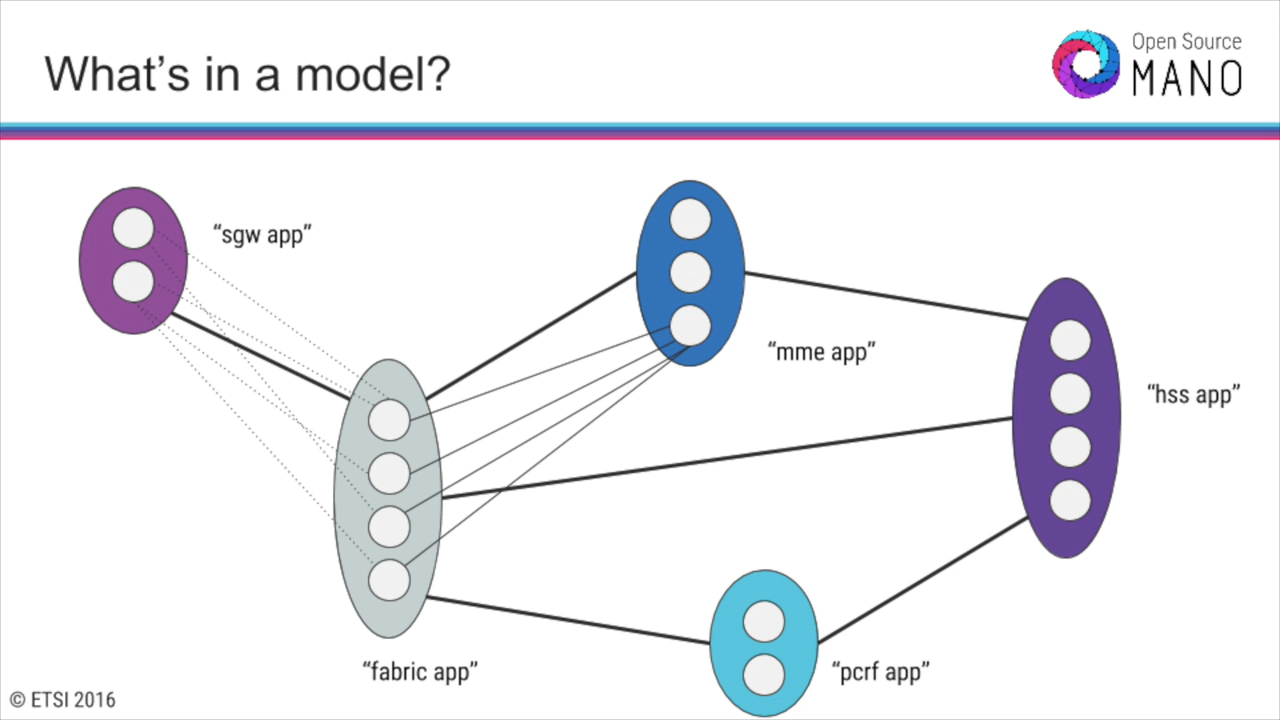 What’s in a model?
Open Source
MANO
“sgw app”
“mme app”
“hss app”
“fabric app”
“pcrf app”
© ETSI 2016